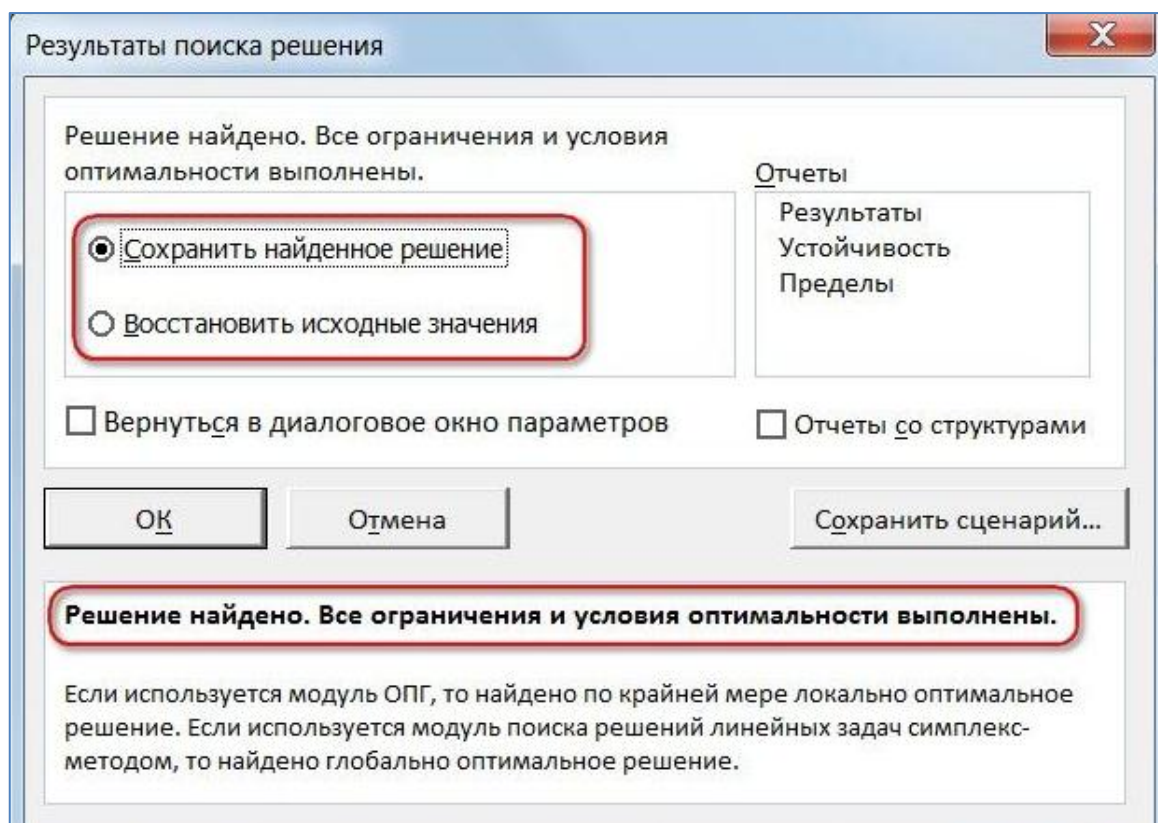 Результаты поиска решения
X
Решение найдено. Все ограничения и условия
оптимальности выполнены.
Отчеты
Сохранить найденное решение
Восстановить исходные значения
Результаты
Устойчивость
Пределы
Вернуться в диалоговое окно параметров
Отчеты со структурами
ОК
Отмена
Сохранить сценарий...
Решение найдено. Все ограничения и условия оптимальности выполнены.
Если используется модуль ОПГ, то найдено по крайней мере локально оптимальное
решение. Если используется модуль поиска решений линейных задач симплекс-
методом, то найдено глобально оптимальное решение.